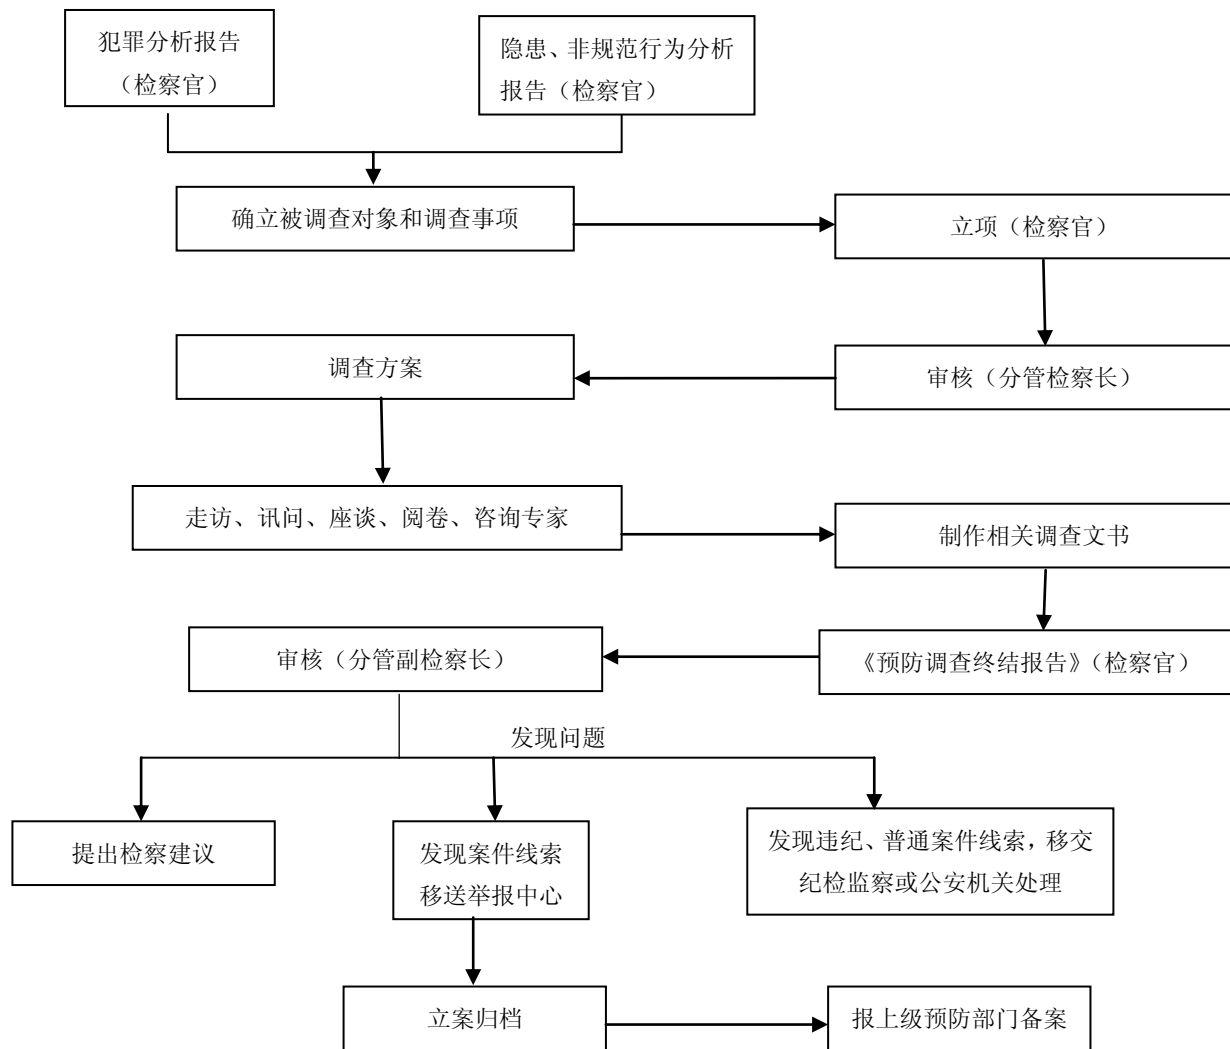 犯罪分析报告
（检察官）
隐患、非规范行为分析
报告（检察官）
确立被调查对象和调查事项
立项（检察官）
调查方案
审核（分管检察长）
走访、讯问、座谈、阅卷、咨询专家
制作相关调查文书
审核（分管副检察长）
《预防调查终结报告》（检察官）
发现问题
提出检察建议
发现案件线索
移送举报中心
发现违纪、普通案件线索，移交
纪检监察或公安机关处理
立案归档
报上级预防部门备案